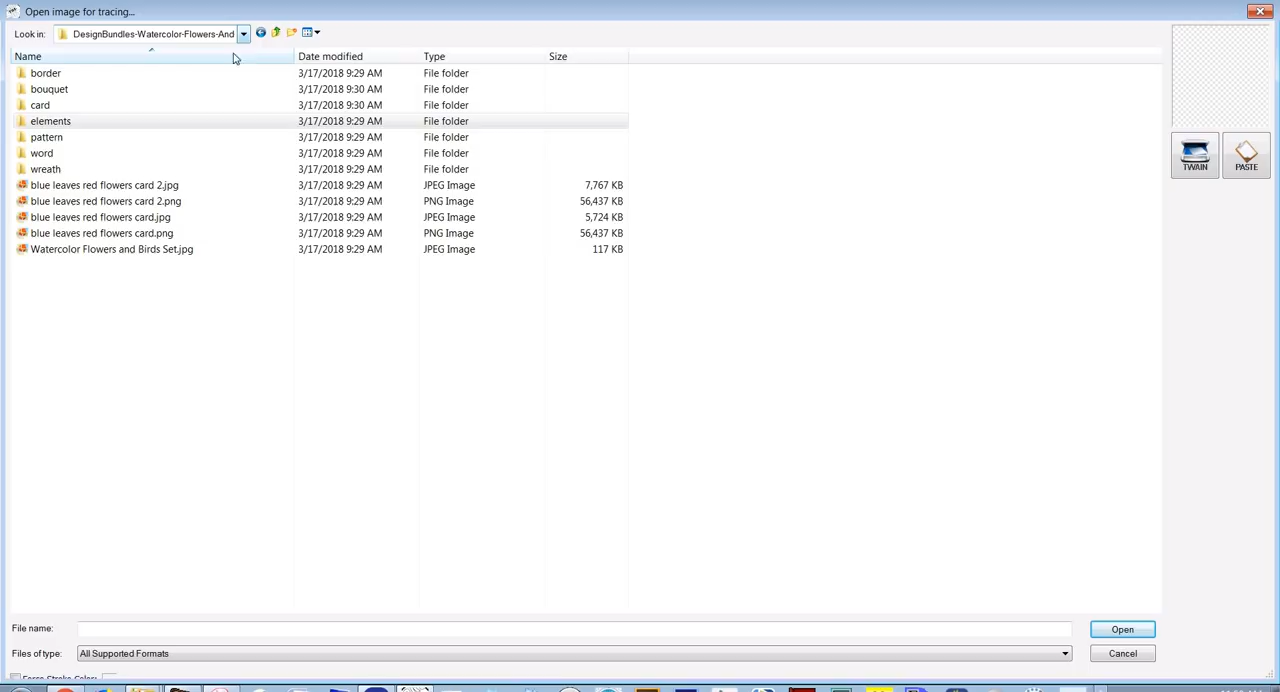 Open image for tracing...
Look in: DesignBundles-Watercolor-Flowers-And
Name Date modified Type Size
border 3/17/2018 9:29 AM File folder
bouquet 3/17/2018 9:30 AM File folder
card 3/17/2018 9:30 AM File folder
elements 3/17/2018 9:29 AM File folder
pattern 3/17/2018 9:29 AM File folder
word 3/17/2018 9:29 AM File folder
wreath 3/17/2018 9:29 AM File folder
blue leaves red flowers card 2.jpg 3/17/2018 9:29 AM JPEG Image 7,767 KB
blue leaves red flowers card 2.png 3/17/2018 9:29 AM PNG Image 56,437 KB
blue leaves red flowers card.jpg 3/17/2018 9:29 AM JPEG Image 5,724 KB
blue leaves red flowers card.png 3/17/2018 9:29 AM PNG Image 56,437 KB
Watercolor Flowers and Birds Set.jpg 3/17/2018 9:29 AM JPEG Image 117 KB
TWAIN PASTE
File name: Open
Files of type: All Supported Formats Cancel
Force Stroke Color: